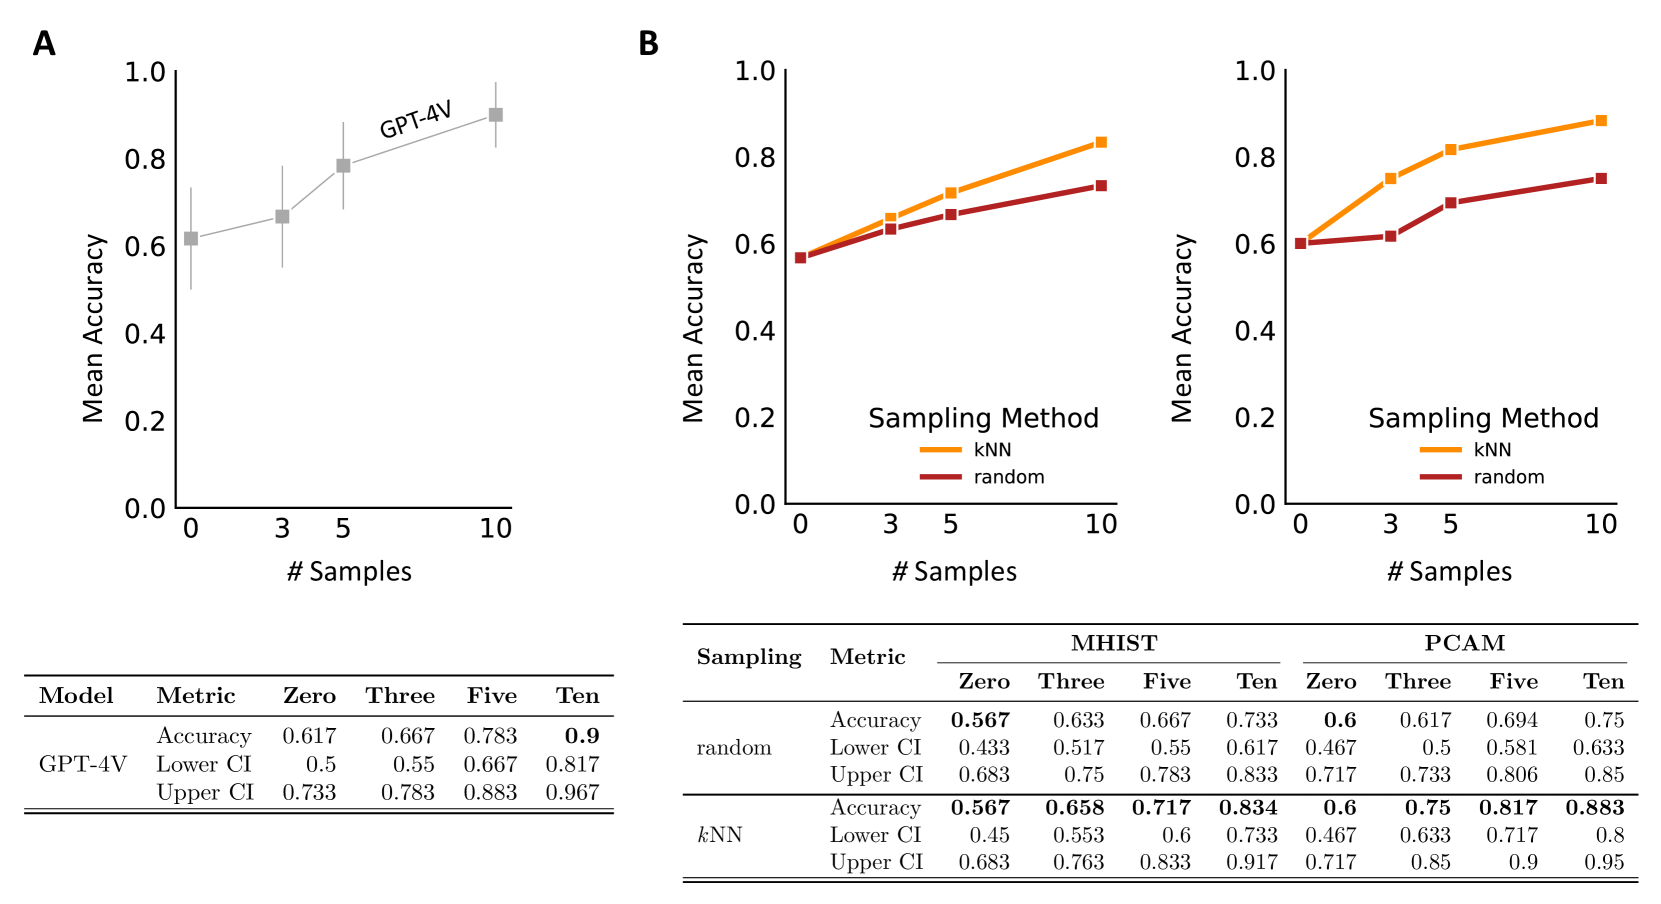 A
1.0
0.8
0.6
0.4
0.2
0.0
Mean Accuracy
GPT-4V
0 3 5 10
# Samples
Model Metric Zero Three Five Ten
GPT-4V
Accuracy 0.617 0.667 0.783 0.9
Lower CI 0.5 0.55 0.667 0.817
Upper CI 0.733 0.783 0.883 0.967
B
1.0
0.8
0.6
0.4
0.2
0.0
Mean Accuracy
Sampling Method
kNN
random
0 3 5 10
# Samples
1.0
0.8
0.6
0.4
0.2
0.0
Mean Accuracy
Sampling Method
kNN
random
0 3 5 10
# Samples
Sampling Metric MHIST PCAM
Zero Three Five Ten Zero Three Five Ten
random
Accuracy 0.567 0.633 0.667 0.733 0.6 0.617 0.694 0.75
Lower CI 0.433 0.517 0.55 0.617 0.467 0.5 0.581 0.633
Upper CI 0.683 0.75 0.783 0.833 0.717 0.733 0.806 0.85
kNN
Accuracy 0.567 0.658 0.717 0.834 0.6 0.75 0.817 0.883
Lower CI 0.45 0.553 0.6 0.733 0.467 0.633 0.717 0.8
Upper CI 0.683 0.763 0.833 0.917 0.717 0.85 0.9 0.95